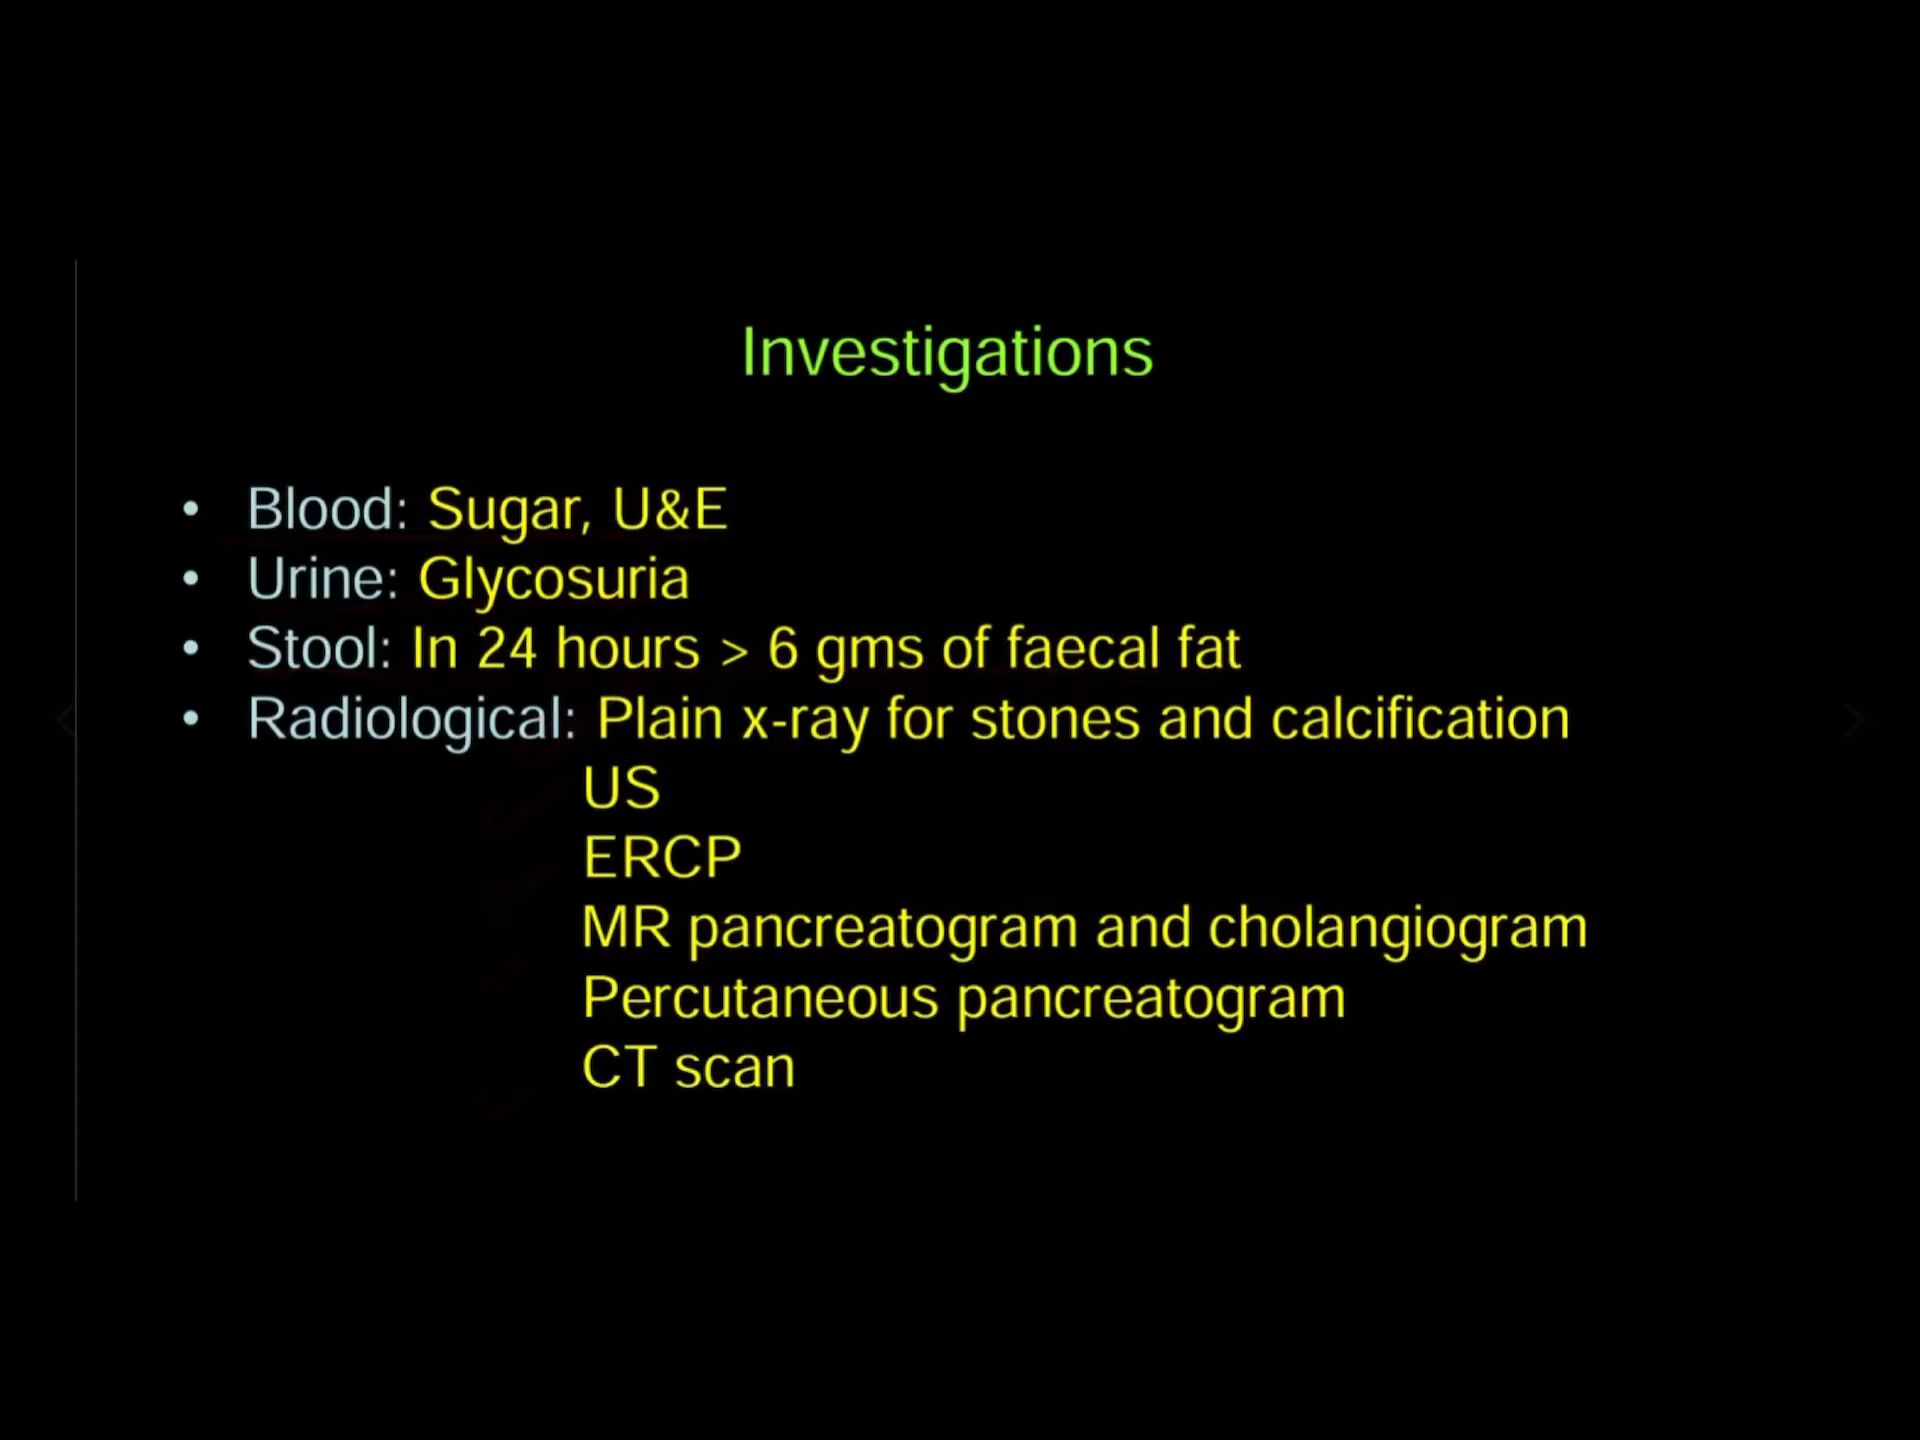 Investigations
• Blood: Sugar, U&E
• Urine: Glycosuria
• Stool: In 24 hours > 6 gms of faecal fat
• Radiological: Plain x-ray for stones and calcification
US
ERCP
MR pancreatogram and cholangiogram
Percutaneous pancreatogram
CT scan